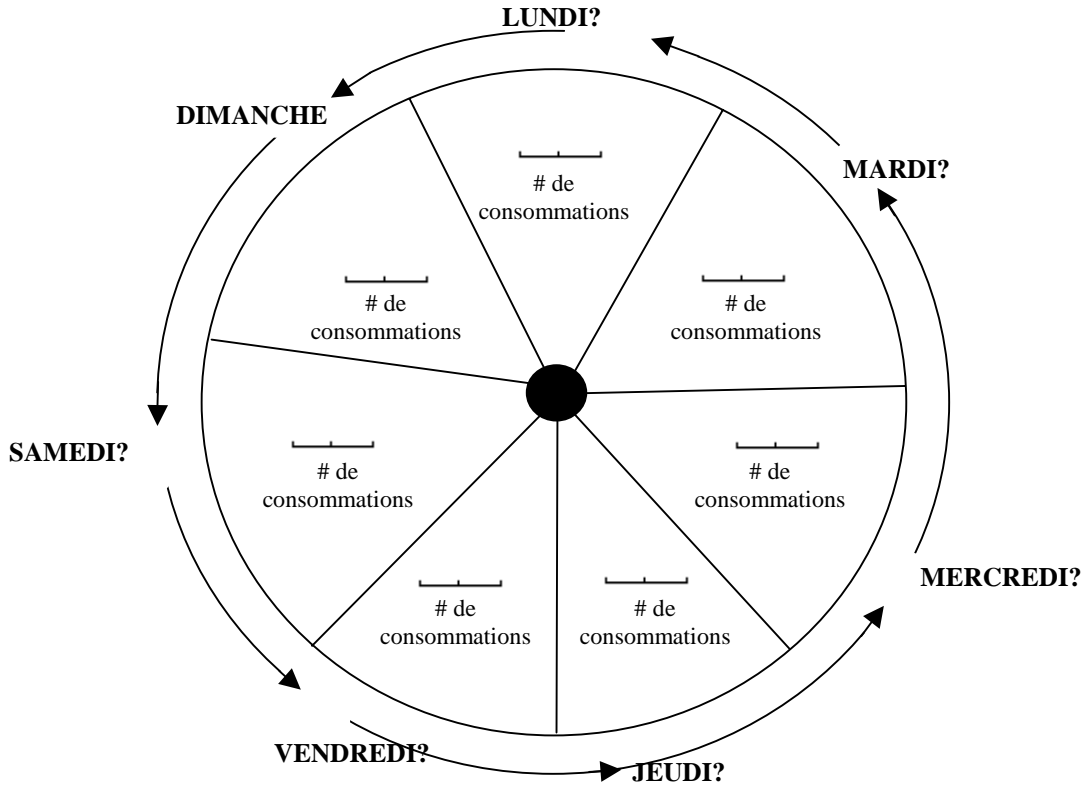 LUNDI?
DIMANCHE
MARDI?
# de
consommations
# de
consommations
# de
consommations
SAMEDI?
# de
consommations
# de
consommations
MERCREDI?
# de
consommations
# de
consommations
VENDREDI?
JEUDI?